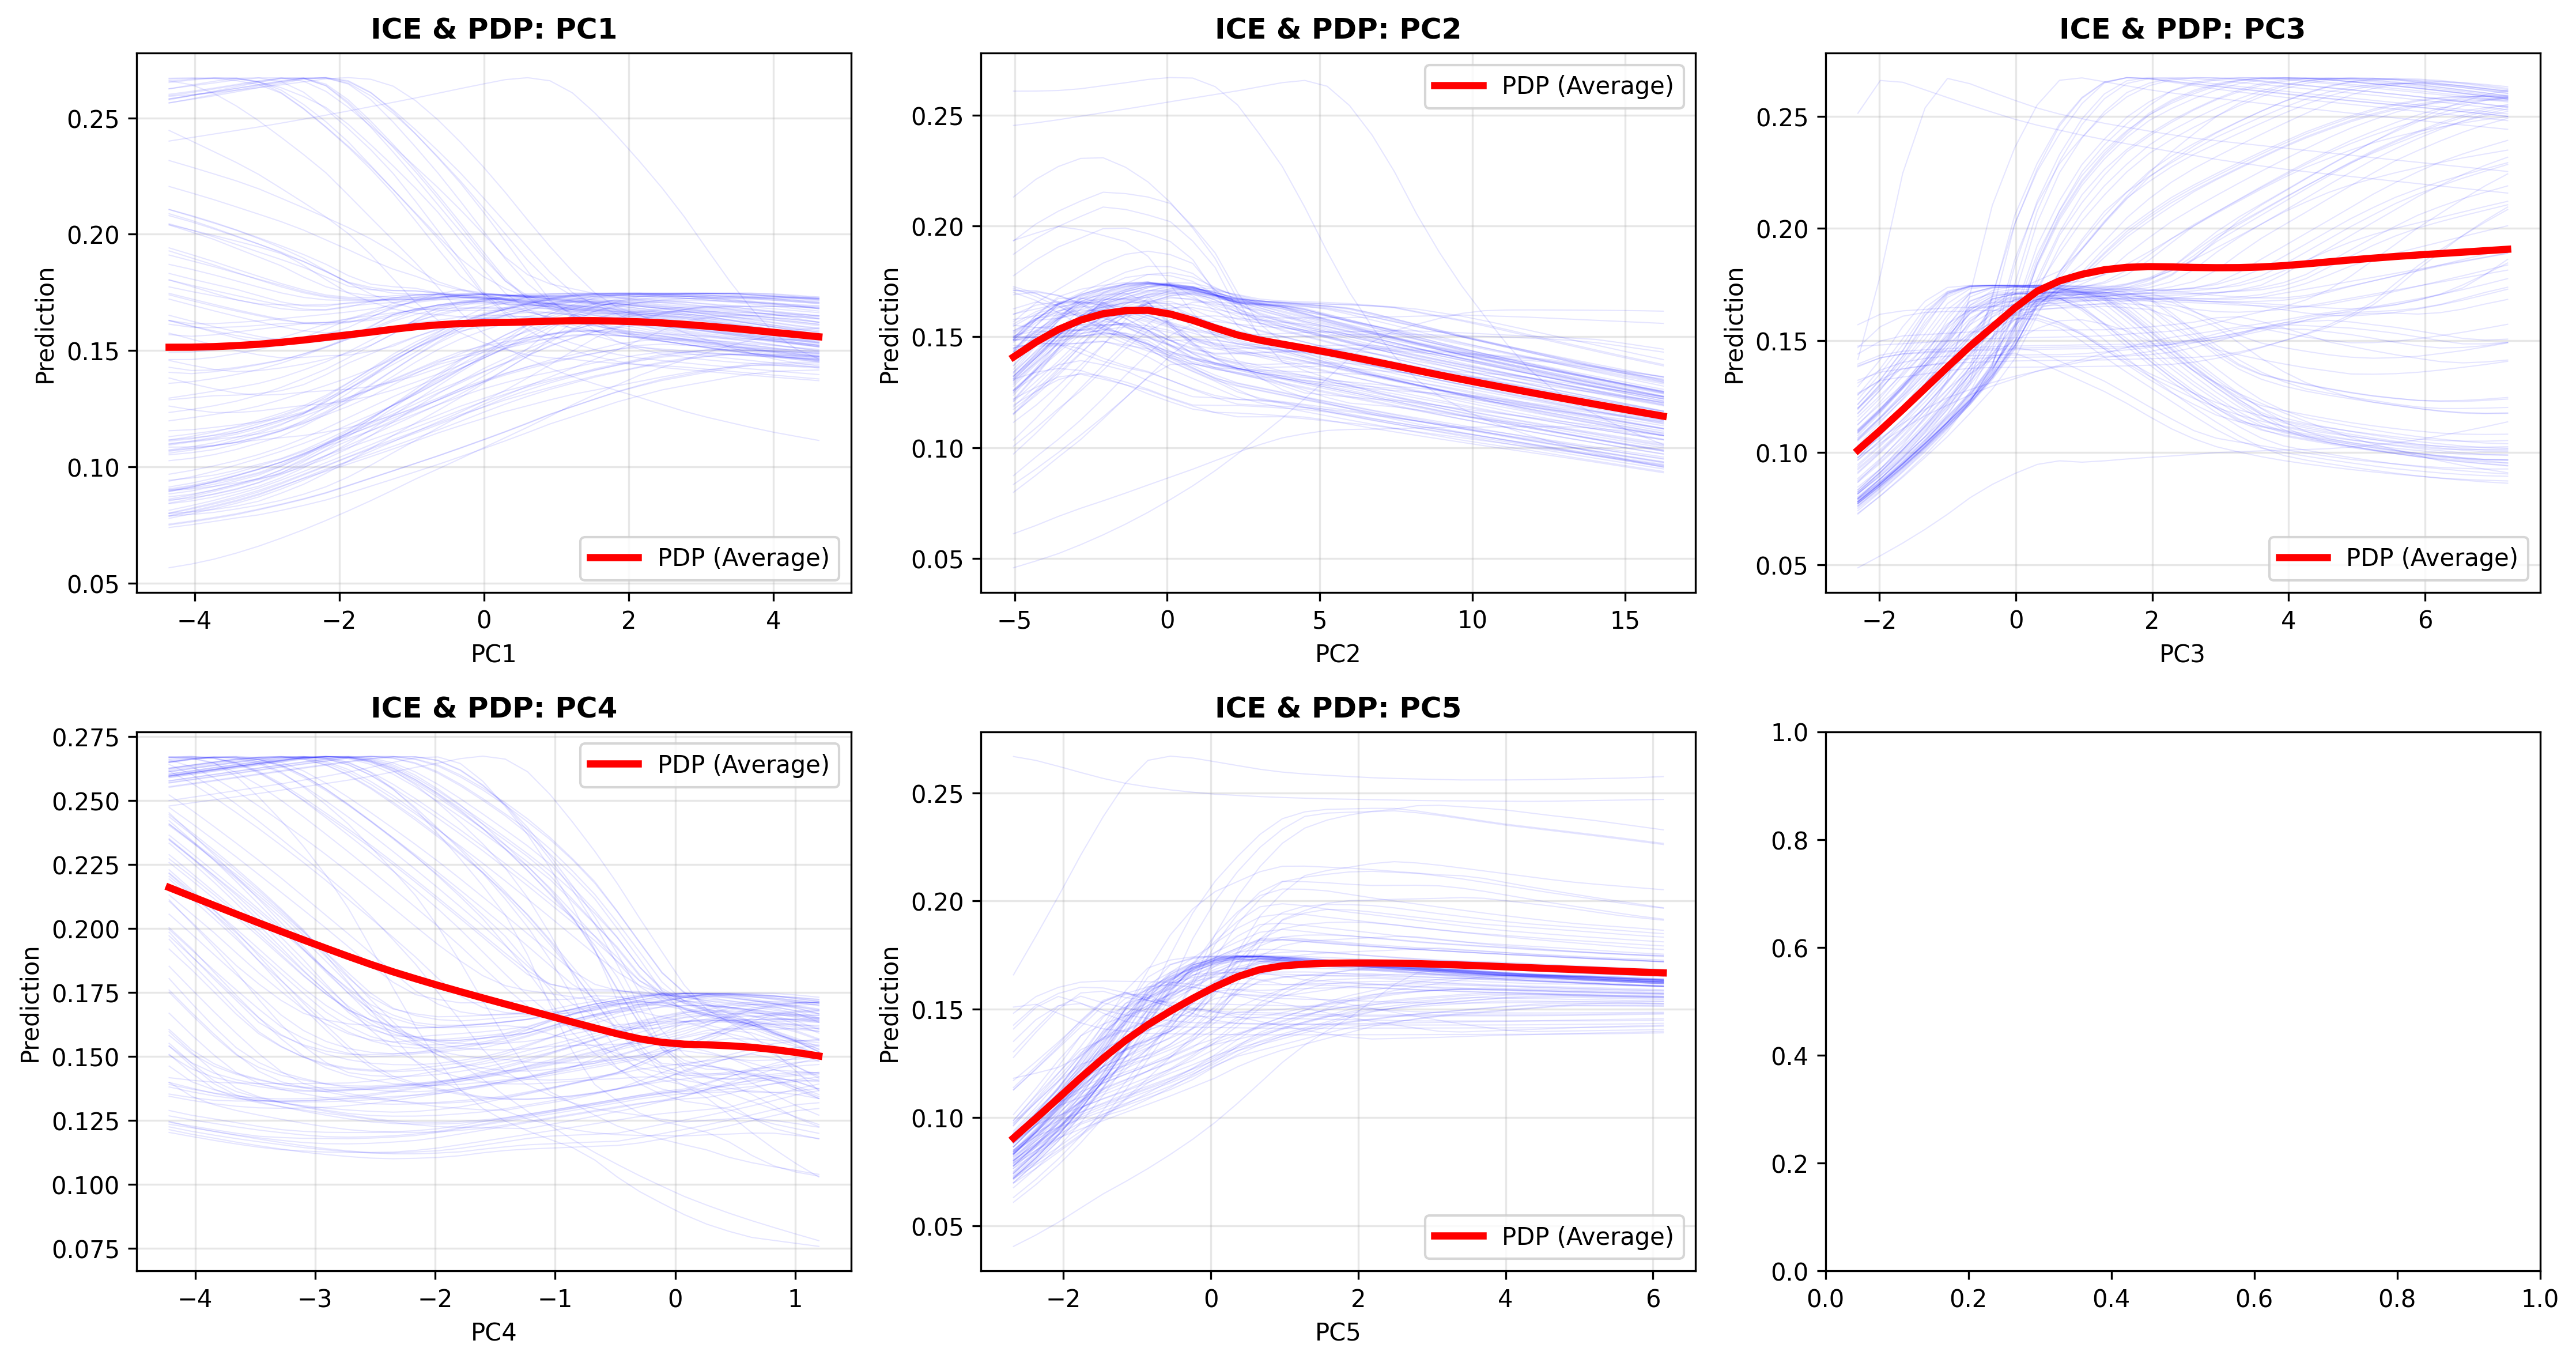 ICE & PDP: PC1
0.25
0.20
0.15
0.10
0.05
Prediction
PDP (Average)
−4 −2 0 2 4
PC1
ICE & PDP: PC2
PDP (Average)
0.25
0.20
0.15
0.10
0.05
Prediction
−5 0 5 10 15
PC2
ICE & PDP: PC3
0.25
0.20
0.15
0.10
0.05
Prediction
PDP (Average)
−2 0 2 4 6
PC3
ICE & PDP: PC4
PDP (Average)
0.275
0.250
0.225
0.200
0.175
0.150
0.125
0.100
0.075
Prediction
−4 −3 −2 −1 0 1
PC4
ICE & PDP: PC5
0.25
0.20
0.15
0.10
0.05
Prediction
PDP (Average)
−2 0 2 4 6
PC5
1.0
0.8
0.6
0.4
0.2
0.0
0.0 0.2 0.4 0.6 0.8 1.0